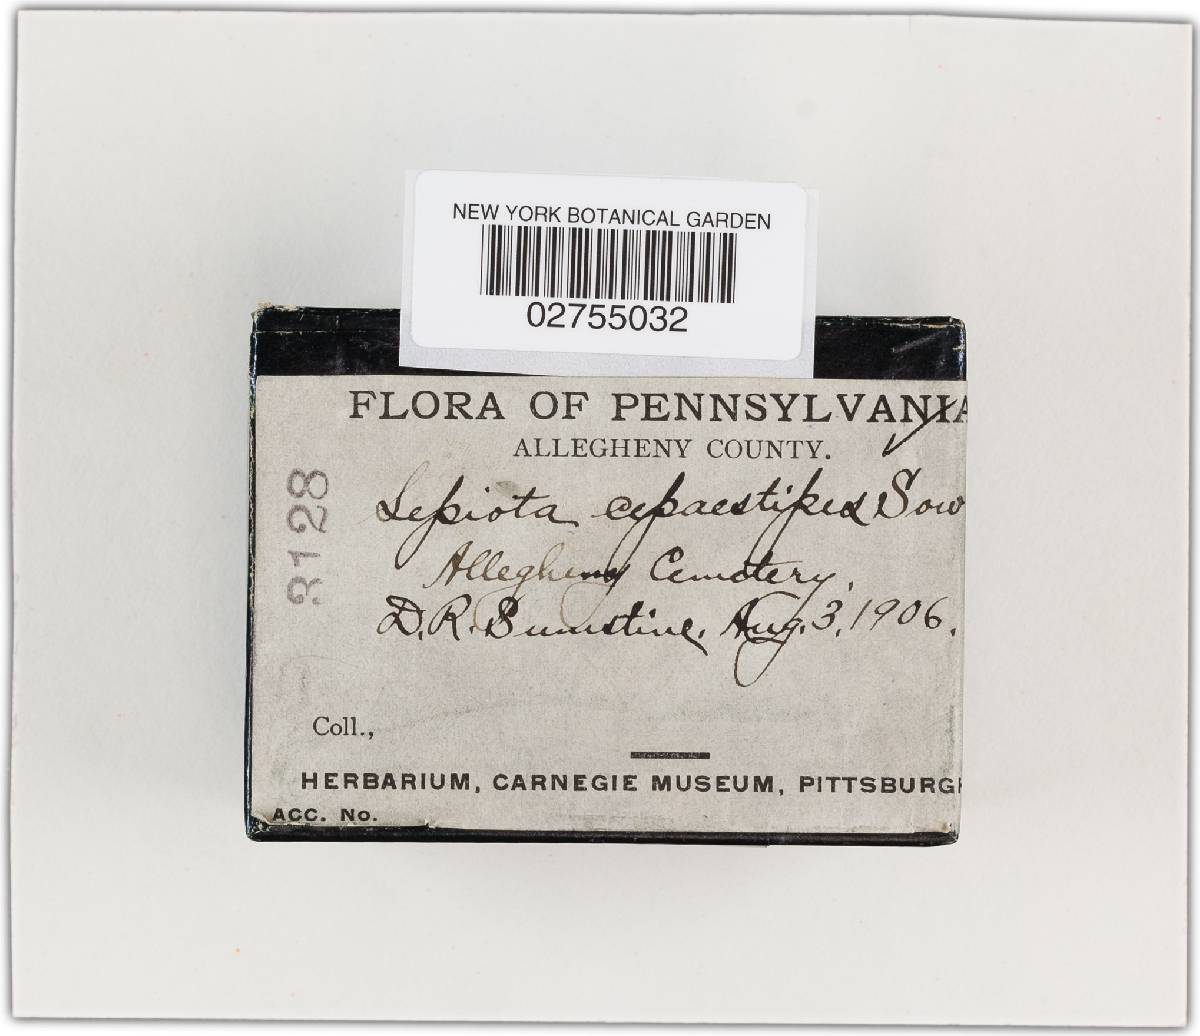 NEW YORK BOTANICAL GARDEN
02755032
FLORA OF PENNSYLVANIA
ALLEGHENY COUNTY.
3128
Lepiota cepaestipes Sow
Allegheny Cemetery,
D.R. Sumstine. Aug. 3, 1906.
Coll.,
HERBARIUM, CARNEGIE MUSEUM, PITTSBURGH
ACC. No.